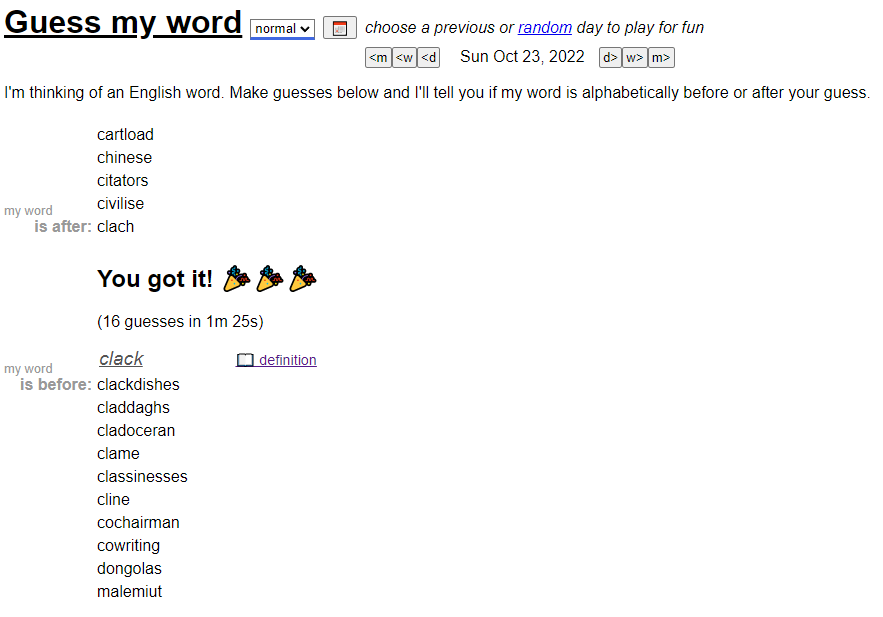 Guess my word normal choose a previous or random day to play for fun
<m <w <d Sun Oct 23, 2022 d> w> m>
I'm thinking of an English word. Make guesses below and I'll tell you if my word is alphabetically before or after your guess.
cartload
chinese
citators
civilise
my word
is after: clach
You got it!
(16 guesses in 1m 25s)
clack definition
my word
is before: clackdishes
claddaghs
cladoceran
clame
classinesses
cline
cochairman
cowriting
dongolas
malemiut